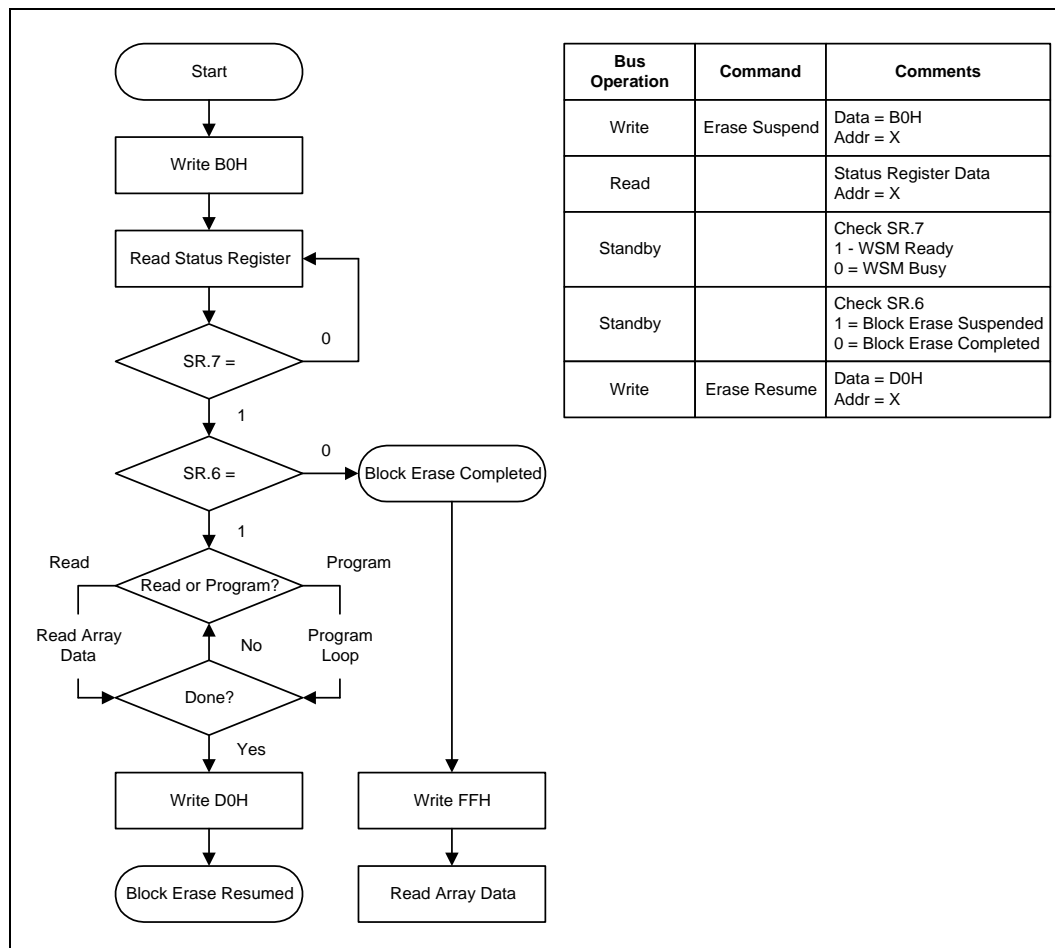 Start
Write B0H
Read Status Register
0
SR.7 =
1
0
SR.6 =
Block Erase Completed
1
Read
Program
Read or Program?
Read Array
Data
No
Program
Loop
Done?
Yes
Write D0H
Write FFH
Block Erase Resumed
Read Array Data
Bus
Operation
Command
Comments
Write
Erase Suspend
Data = B0H
Addr = X
Read
Status Register Data
Addr = X
Standby
Check SR.7
1 - WSM Ready
0 = WSM Busy
Standby
Check SR.6
1 = Block Erase Suspended
0 = Block Erase Completed
Write
Erase Resume
Data = D0H
Addr = X